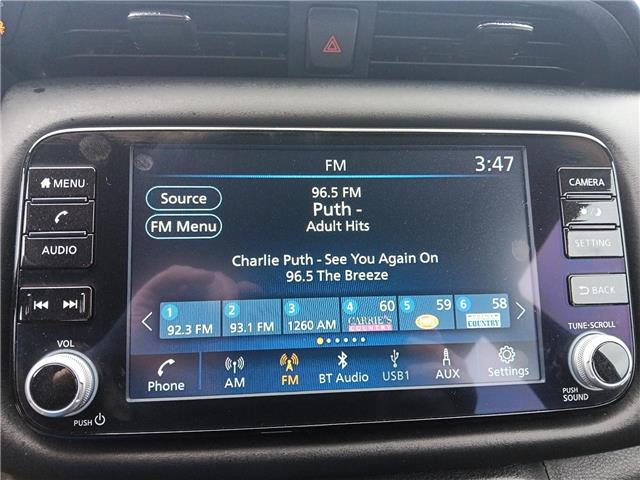 FM
3:47
MENU
AUDIO
VOL
PUSH
Source
FM Menu
96.5 FM
Puth -
Adult Hits
Charlie Puth - See You Again On
96.5 The Breeze
1
92.3 FM
2
93.1 FM
3
1260 AM
4
60
CARRIE'S
COUNTRY
5
59
6
58
COUNTRY
Phone
AM
FM
BT Audio
USB1
AUX
Settings
CAMERA
SETTING
BACK
TUNE·SCROLL
PUSH
SOUND